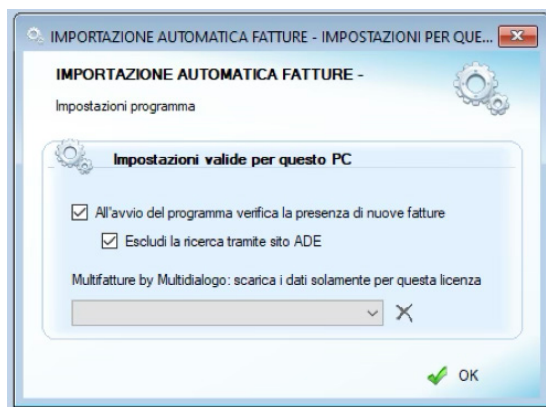 IMPORTAZIONE AUTOMATICA FATTURE - IMPOSTAZIONI PER QUE...
IMPORTAZIONE AUTOMATICA FATTURE -
Impostazioni programma
Impostazioni valide per questo PC
All'avvio del programma verifica la presenza di nuove fatture
Escludi la ricerca tramite sito ADE
Multifatture by Multidialogo: scarica i dati solamente per questa licenza
OK